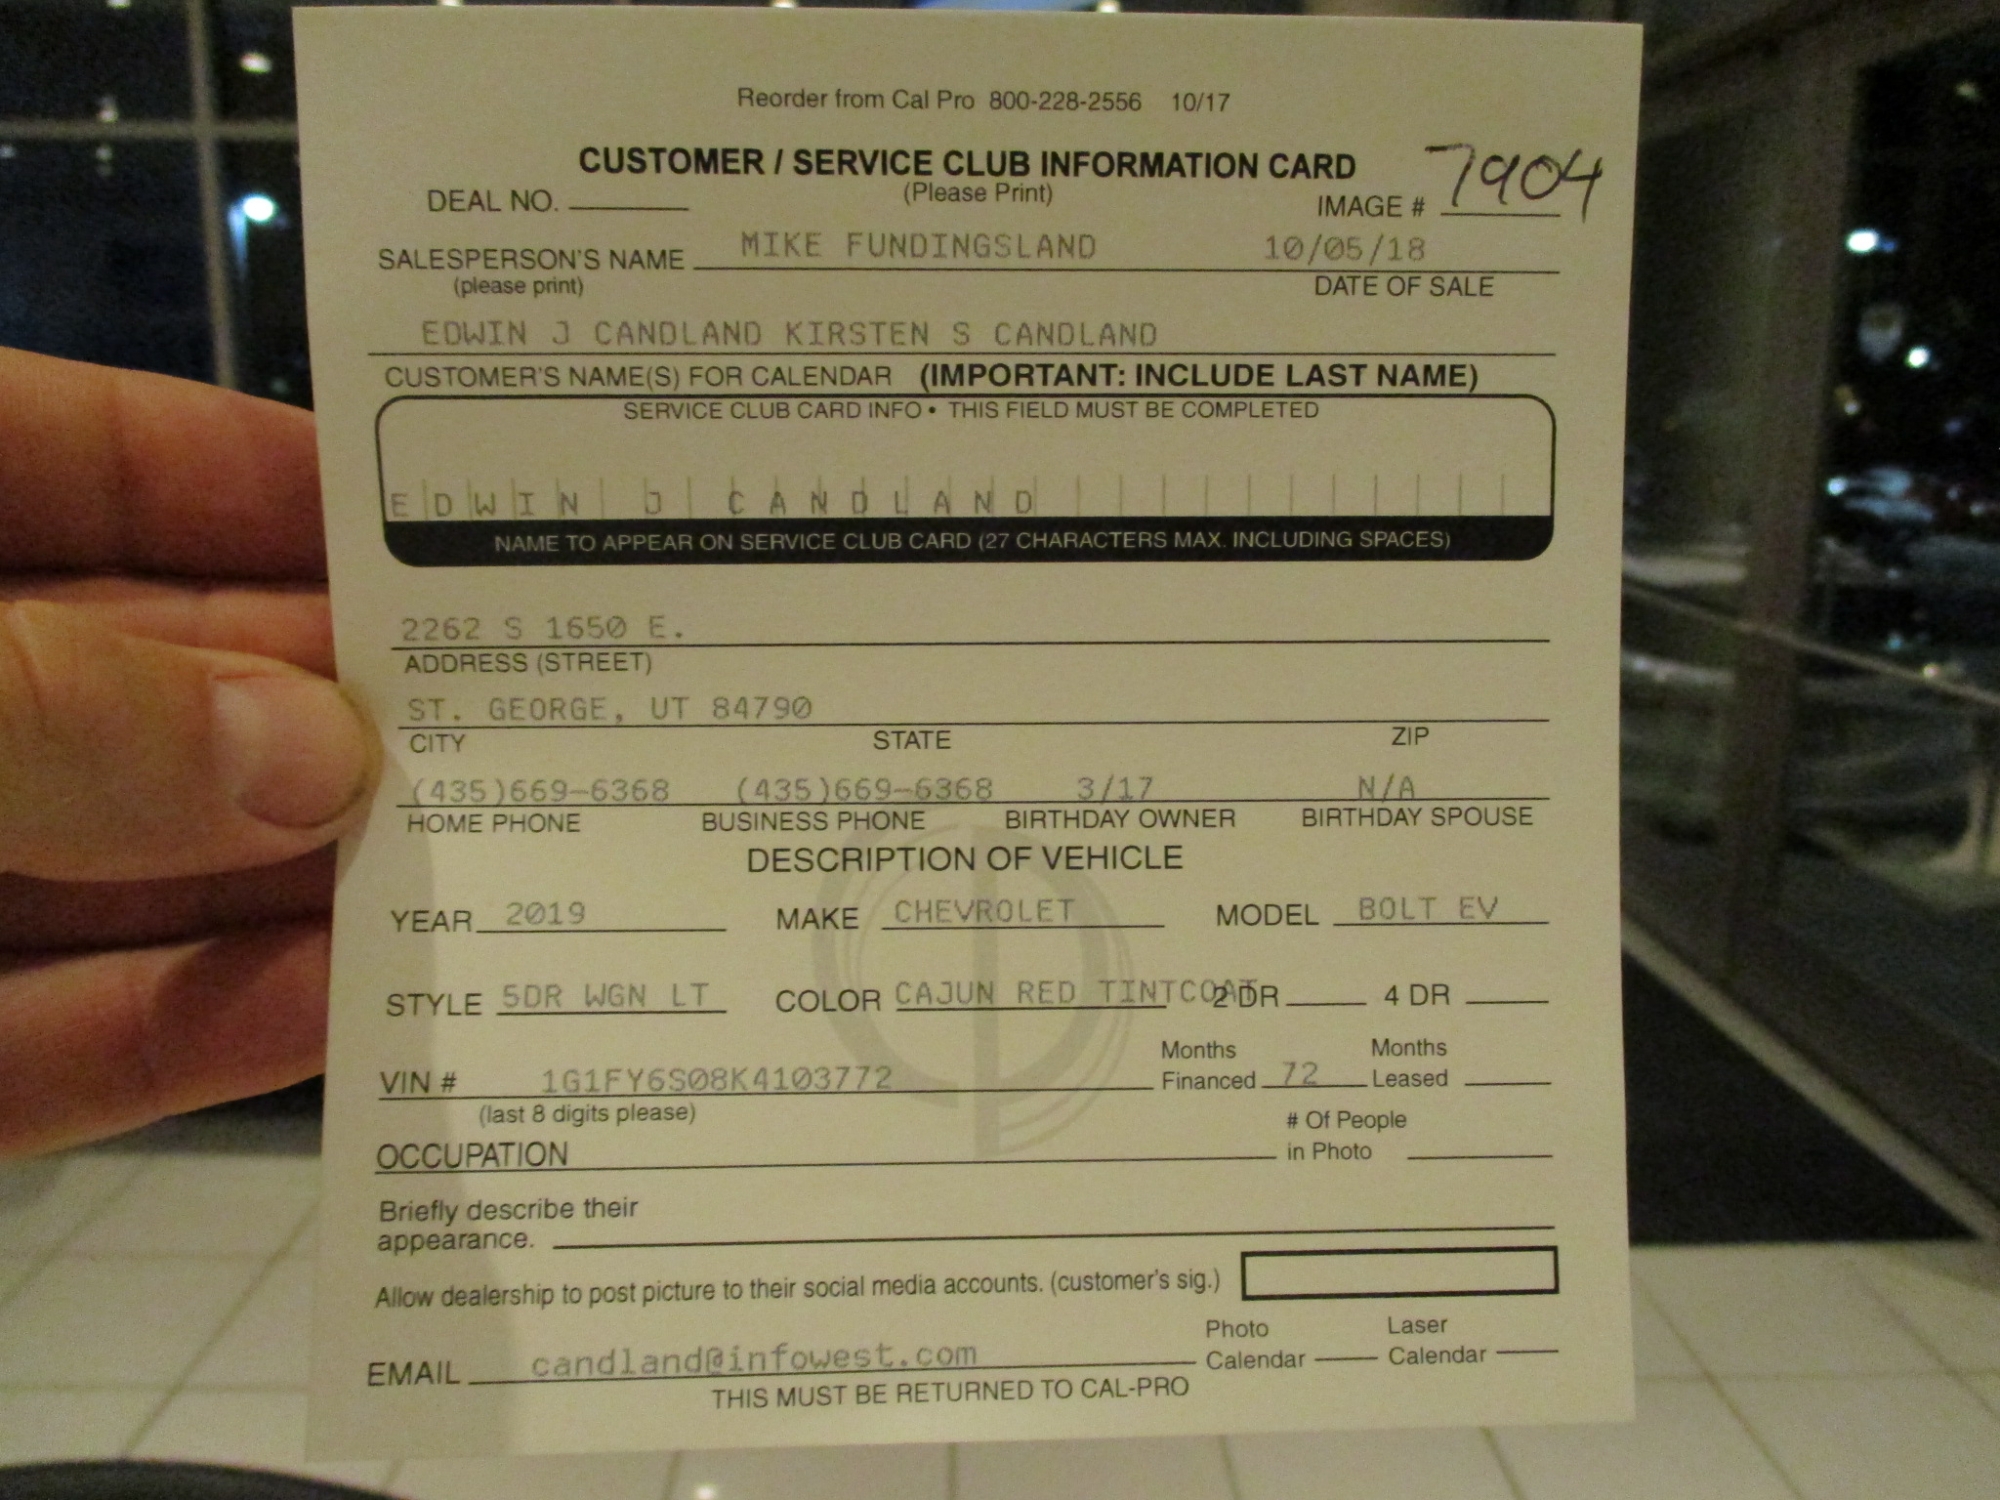 Reorder from Cal Pro 800-228-2556 10/17
CUSTOMER / SERVICE CLUB INFORMATION CARD
(Please Print)
DEAL NO. IMAGE # 7904
SALESPERSON'S NAME MIKE FUNDINGSLAND 10/05/18
(please print) DATE OF SALE
EDWIN J CANDLAND KIRSTEN S CANDLAND
CUSTOMER'S NAME(S) FOR CALENDAR (IMPORTANT: INCLUDE LAST NAME)
SERVICE CLUB CARD INFO • THIS FIELD MUST BE COMPLETED
EDWIN J CANDLAND
NAME TO APPEAR ON SERVICE CLUB CARD (27 CHARACTERS MAX. INCLUDING SPACES)
2262 S 1650 E.
ADDRESS (STREET)
ST. GEORGE, UT 84790
CITY STATE ZIP
(435)669-6368 (435)669-6368 3/17 N/A
HOME PHONE BUSINESS PHONE BIRTHDAY OWNER BIRTHDAY SPOUSE
DESCRIPTION OF VEHICLE
YEAR 2019 MAKE CHEVROLET MODEL BOLT EV
STYLE 5DR WGN LT COLOR CAJUN RED TINTCOAT 2 DR 4 DR
VIN # 1G1FY6S08K4103772 Months Financed 72 Months Leased
(last 8 digits please)
OCCUPATION # Of People in Photo
Briefly describe their
appearance.
Allow dealership to post picture to their social media accounts. (customer's sig.)
EMAIL candland@infowest.com Photo Calendar Laser Calendar
THIS MUST BE RETURNED TO CAL-PRO